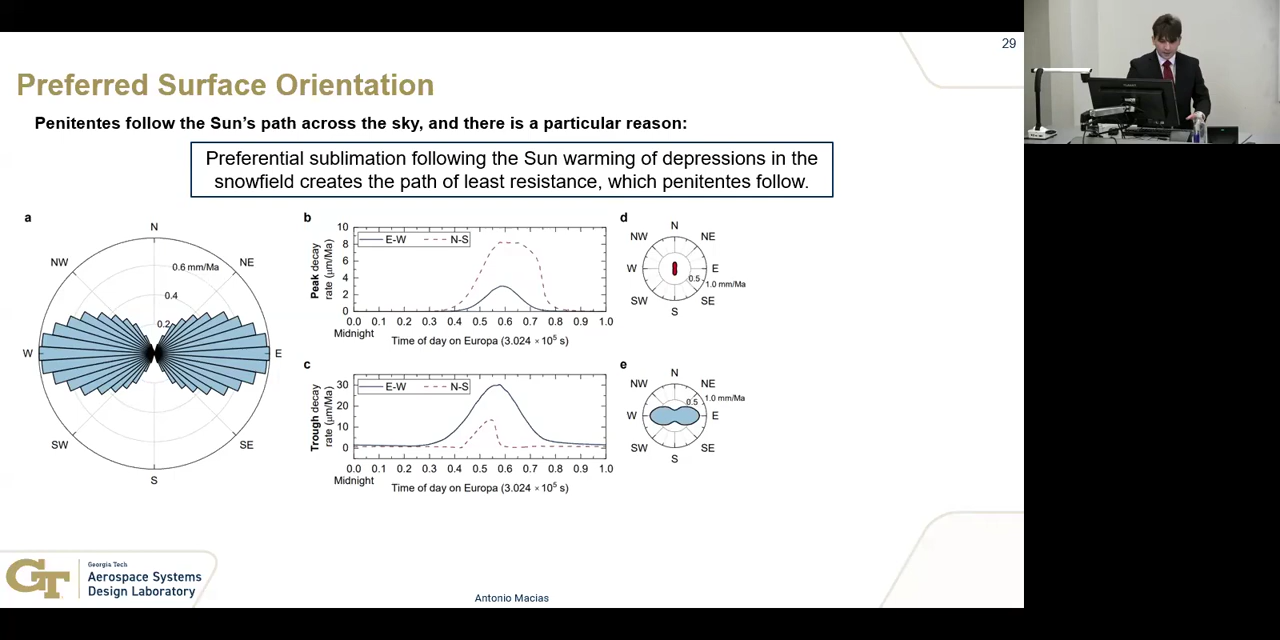 29
Preferred Surface Orientation
Penitentes follow the Sun's path across the sky, and there is a particular reason:
Preferential sublimation following the Sun warming of depressions in the
snowfield creates the path of least resistance, which penitentes follow.
a
N
NW
NE
0.6 mm/Ma
0.4
0.2
W
E
SW
SE
S
b
10
8
6
4
2
0
Peak decay
rate (μm/Ma)
E-W
N-S
0.0 0.1 0.2 0.3 0.4 0.5 0.6 0.7 0.8 0.9 1.0
Midnight
Time of day on Europa (3.024 × 10⁵ s)
c
30
20
10
0
Trough decay
rate (μm/Ma)
E-W
N-S
0.0 0.1 0.2 0.3 0.4 0.5 0.6 0.7 0.8 0.9 1.0
Midnight
Time of day on Europa (3.024 × 10⁵ s)
d
N
NW
NE
W
E
0.5
1.0 mm/Ma
SW
SE
S
e
N
NW
NE
1.0 mm/Ma
0.5
W
E
SW
SE
S
GT
Georgia Tech
Aerospace Systems
Design Laboratory
Antonio Macias